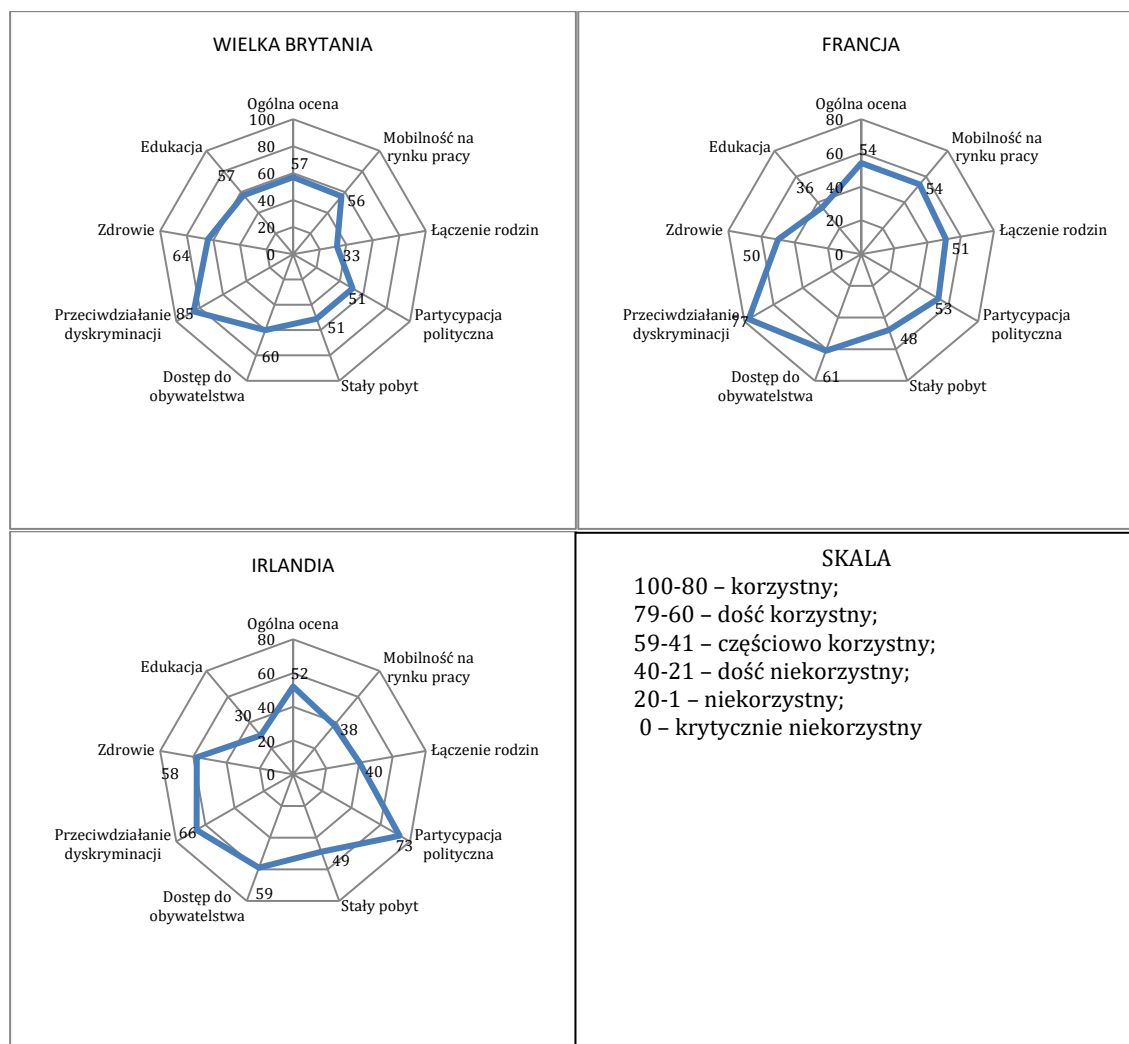 WIELKA BRYTANIA
Ogólna ocena
100
80
60
40
20
0
57
Mobilność na
rynku pracy
56
Łączenie rodzin
33
Partycypacja
polityczna
51
Stały pobyt
51
Dostęp do
obywatelstwa
60
Przeciwdziałanie
dyskryminacji
85
Zdrowie
64
Edukacja
57
FRANCJA
Ogólna ocena
80
60
40
20
0
54
Mobilność na
rynku pracy
54
Łączenie rodzin
51
Partycypacja
polityczna
53
Stały pobyt
48
Dostęp do
obywatelstwa
61
Przeciwdziałanie
dyskryminacji
77
Zdrowie
50
Edukacja
36
IRLANDIA
Ogólna ocena
80
60
40
20
0
52
Mobilność na
rynku pracy
38
Łączenie rodzin
40
Partycypacja
polityczna
73
Stały pobyt
49
Dostęp do
obywatelstwa
59
Przeciwdziałanie
dyskryminacji
66
Zdrowie
58
Edukacja
30
SKALA
100-80 – korzystny;
79-60 – dość korzystny;
59-41 – częściowo korzystny;
40-21 – dość niekorzystny;
20-1 – niekorzystny;
0 – krytycznie niekorzystny